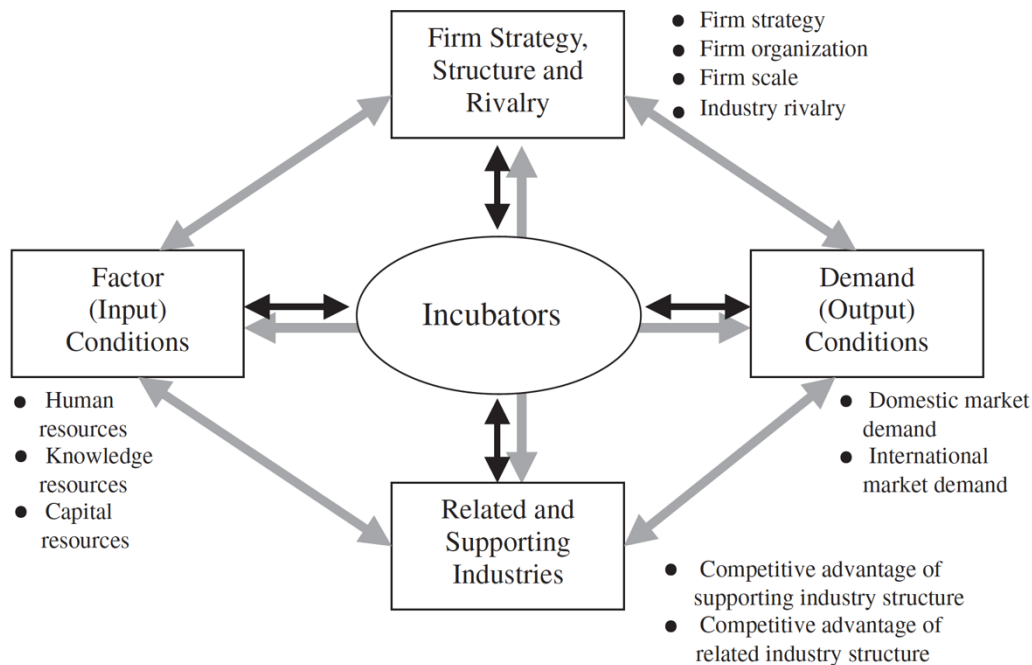 Firm Strategy,
Structure and
Rivalry
● Firm strategy
● Firm organization
● Firm scale
● Industry rivalry
Factor
(Input)
Conditions
Incubators
Demand
(Output)
Conditions
● Human
resources
● Knowledge
resources
● Capital
resources
● Domestic market
demand
● International
market demand
Related and
Supporting
Industries
● Competitive advantage of
supporting industry structure
● Competitive advantage of
related industry structure